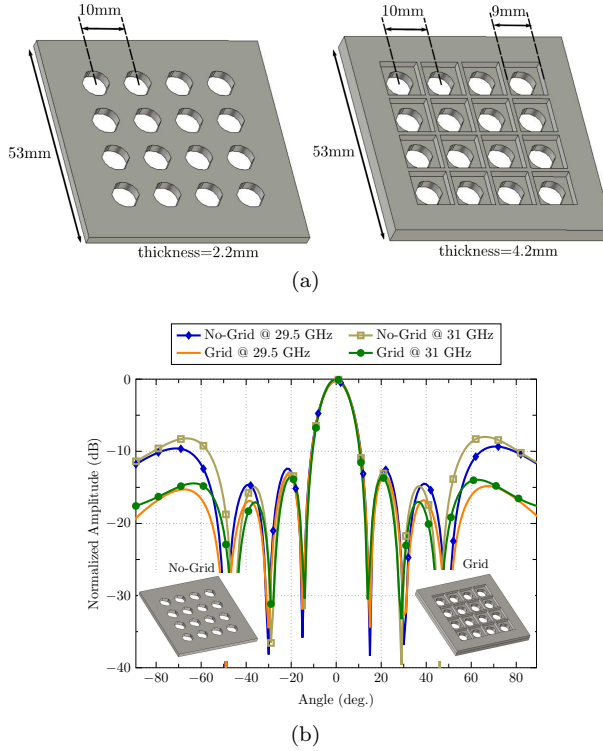 10mm
53mm
thickness=2.2mm
10mm
9mm
53mm
thickness=4.2mm
(a)
No-Grid @ 29.5 GHz
No-Grid @ 31 GHz
Grid @ 29.5 GHz
Grid @ 31 GHz
Normalized Amplitude (dB)
0
−10
−20
−30
−40
No-Grid
Grid
−80 −60 −40 −20 0 20 40 60 80
Angle (deg.)
(b)